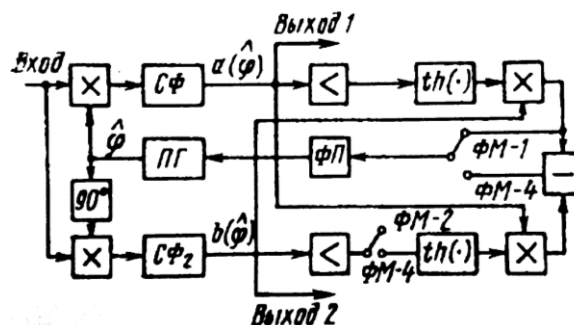 Выход 1
Вход
×
СФ
a(φ̂)
<
th(·)
×
φ̂
ПГ
ФП
ФМ-1
ФМ-4
—
90°
×
СФ₂
b(φ̂)
<
ФМ-2
ФМ-4
th(·)
×
Выход 2